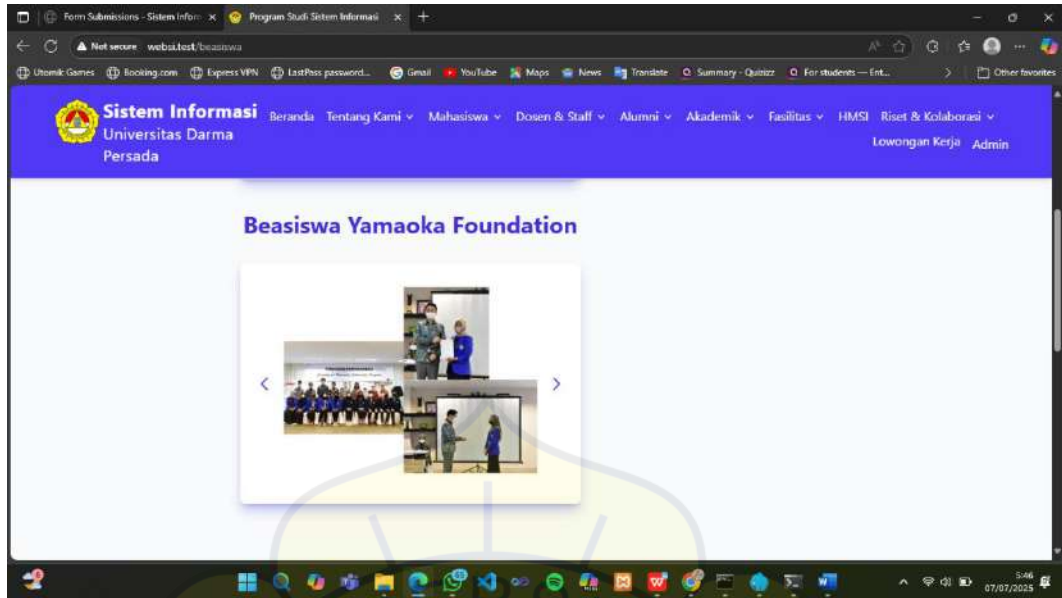 Form Submissions - Sistem Inform
Program Studi Sistem Informasi
Not secure websi.test/beasiswa
Utomik Games Booking.com Express VPN LastPass password... Gmail YouTube Maps News Translate Summary - Quizizz For students — Ent... Other favorites
Sistem Informasi
Universitas Darma
Persada
Beranda Tentang Kami Mahasiswa Dosen & Staff Alumni Akademik Fasilitas HMSI Riset & Kolaborasi
Lowongan Kerja Admin
Beasiswa Yamaoka Foundation
5:46
07/07/2025